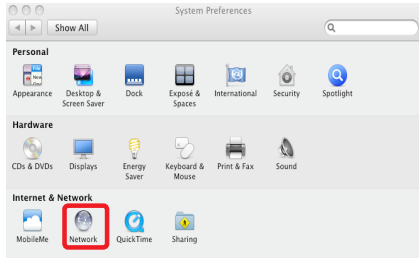 System Preferences
Show All
Personal
Appearance
Desktop &
Screen Saver
Dock
Exposé &
Spaces
International
Security
Spotlight
Hardware
CDs & DVDs
Displays
Energy
Saver
Keyboard &
Mouse
Print & Fax
Sound
Internet & Network
MobileMe
Network
QuickTime
Sharing